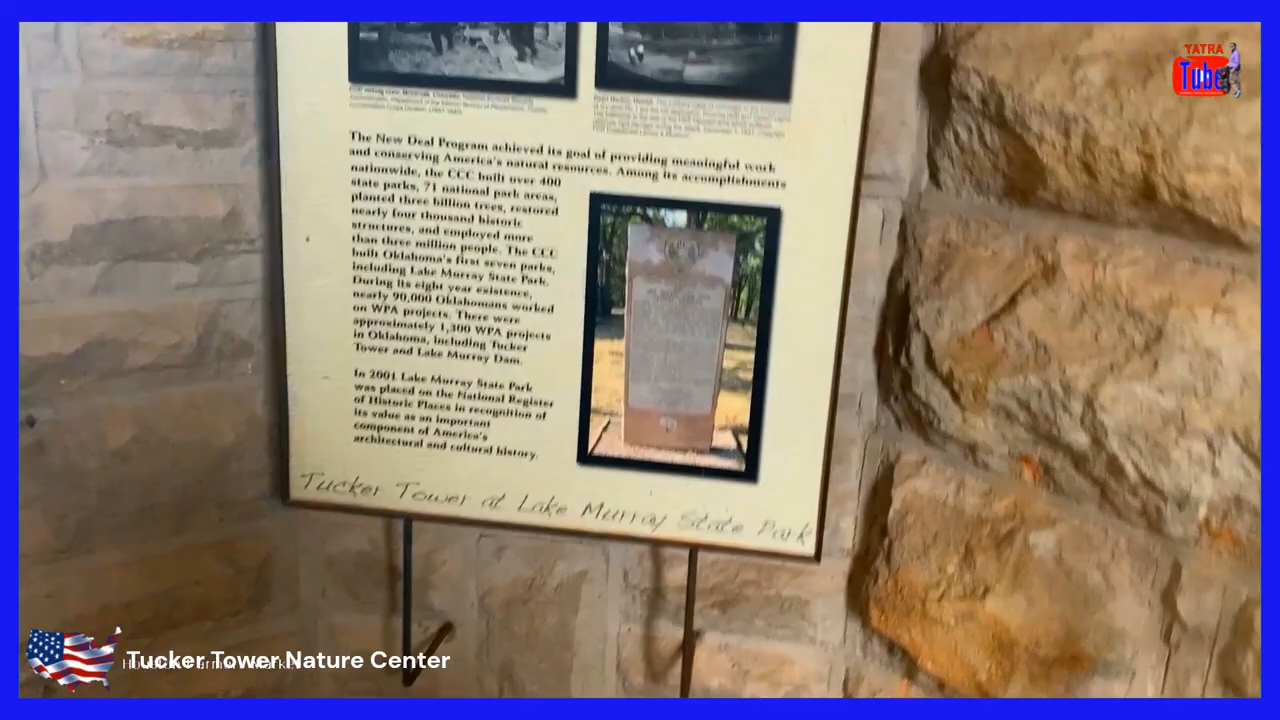 YATRA
Tube
The New Deal Program achieved its goal of providing meaningful work
and conserving America's natural resources. Among its accomplishments
nationwide, the CCC built over 400
state parks, 71 national park areas,
planted three billion trees, restored
nearly four thousand historic
structures, and employed more
than three million people. The CCC
built Oklahoma's first seven parks,
including Lake Murray State Park.
During its eight year existence,
nearly 90,000 Oklahomans worked
on WPA projects. There were
approximately 1,300 WPA projects
in Oklahoma, including Tucker
Tower and Lake Murray Dam.
In 2001 Lake Murray State Park
was placed on the National Register
of Historic Places in recognition of
its value as an important
component of America's
architectural and cultural history.
Tucker Tower at Lake Murray State Park
Tucker Tower Nature Center